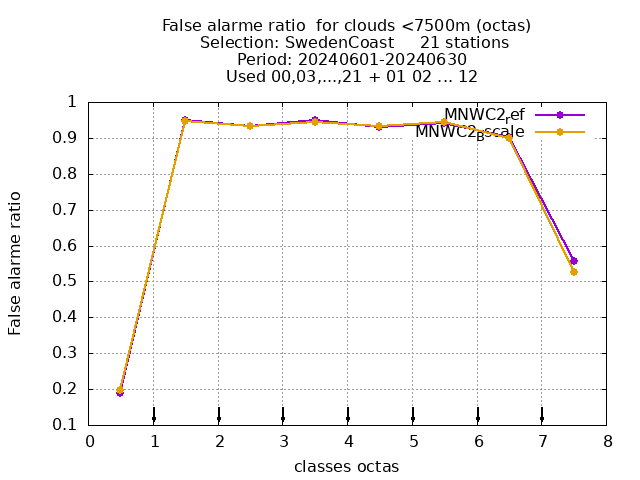 False alarme ratio  for clouds <7500m (octas)
Selection: SwedenCoast     21 stations
Period: 20240601-20240630
Used 00,03,...,21 + 01 02 ... 12
MNWC2ref
MNWC2Bscale
1
0.9
0.8
0.7
0.6
0.5
0.4
0.3
0.2
0.1
False alarme ratio
0 1 2 3 4 5 6 7 8
classes octas